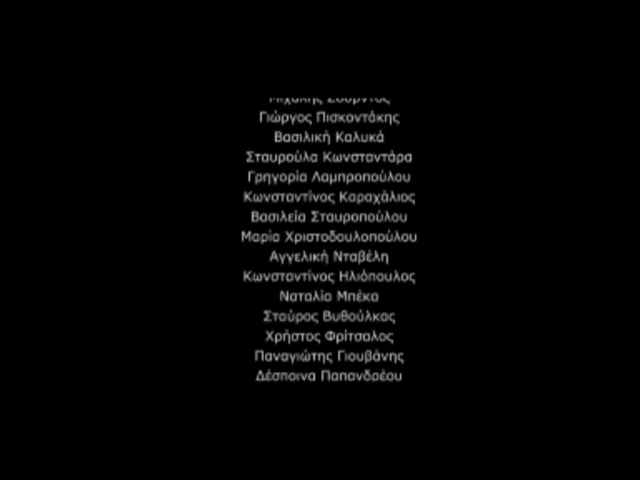 Μιχάλης
Γιώργος Πισκοντάκης
Βασιλική Καλυκά
Σταυρούλα Κωνσταντάρα
Γρηγορία Λαμπροπούλου
Κωνσταντίνος Καραχάλιος
Βασιλεία Σταυροπούλου
Μαρία Χριστοδουλοπούλου
Αγγελική Νταβέλη
Κωνσταντίνος Ηλιόπουλος
Ναταλία Μπέκα
Σταύρος Βυθούλκας
Χρήστος Φρίτσαλος
Παναγιώτης Γιουβάνης
Δέσποινα Παπανδρέου